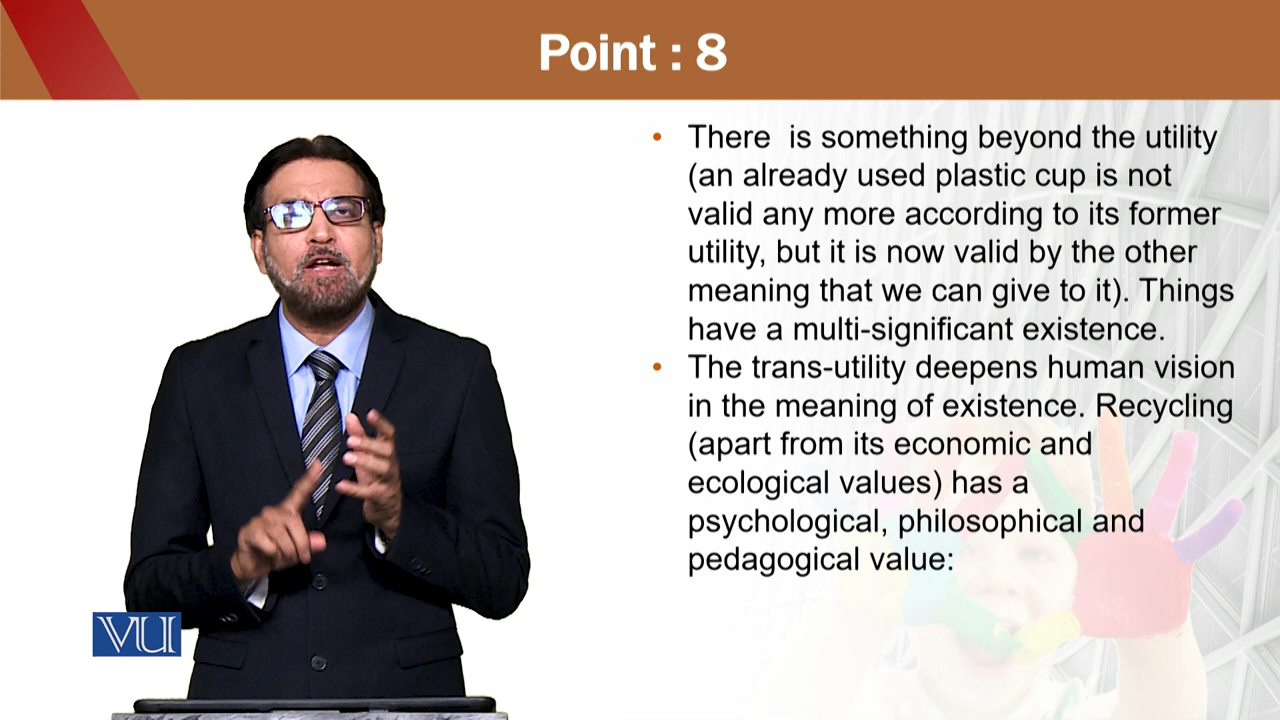 Point : 8
• There  is something beyond the utility
(an already used plastic cup is not
valid any more according to its former
utility, but it is now valid by the other
meaning that we can give to it). Things
have a multi-significant existence.
• The trans-utility deepens human vision
in the meaning of existence. Recycling
(apart from its economic and
ecological values) has a
psychological, philosophical and
pedagogical value:
VU